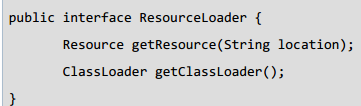 public interface ResourceLoader {
Resource getResource(String location);
ClassLoader getClassLoader();
}